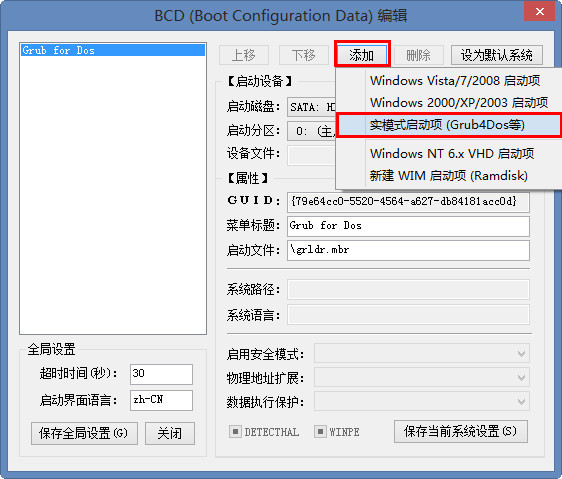 BCD (Boot Configuration Data) 编辑
Grub for Dos
上移 下移 添加 删除 设为默认系统
Windows Vista/7/2008 启动项
Windows 2000/XP/2003 启动项
实模式启动项 (Grub4Dos等)
Windows NT 6.x VHD 启动项
新建 WIM 启动项 (Ramdisk)
【启动设备】
启动磁盘: SATA: H
启动分区: 0: (主
设备文件:
【属性】
GUID: {79e64cc0-5520-4564-a627-db84181acc0d}
菜单标题: Grub for Dos
启动文件: \grldr.mbr
系统路径:
系统语言:
启用安全模式:
物理地址扩展:
数据执行保护:
DETECTHAL WINPE
保存当前系统设置(S)
全局设置
超时时间(秒): 30
启动界面语言: zh-CN
保存全局设置(G) 关闭